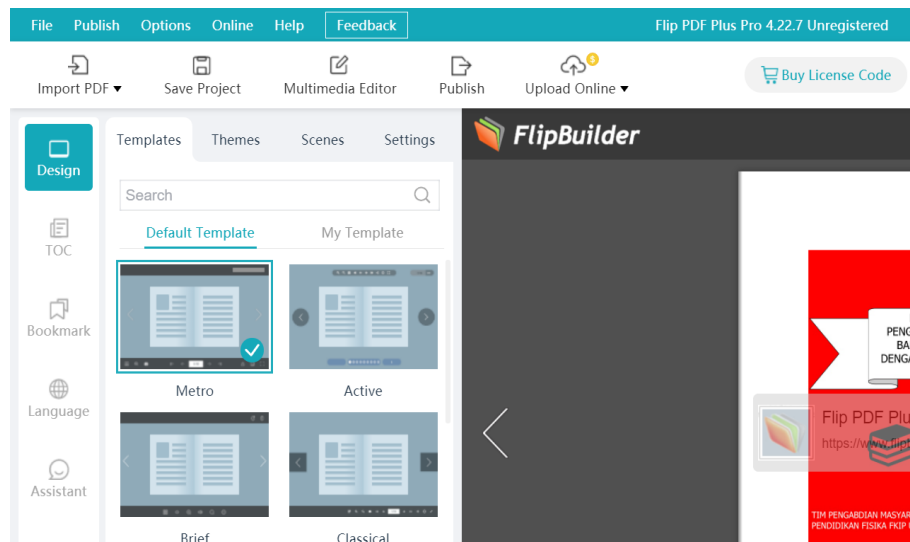 File Publish Options Online Help Feedback Flip PDF Plus Pro 4.22.7 Unregistered
Import PDF Save Project Multimedia Editor Publish Upload Online Buy License Code
Design
TOC
Bookmark
Language
Assistant
Templates Themes Scenes Settings
Search
Default Template My Template
Metro Active
Brief Classical
FlipBuilder
BA
Flip PDF
https://www.flip
TIM PENGABDIAN
PENDIDIKAN FISIKA FKIP